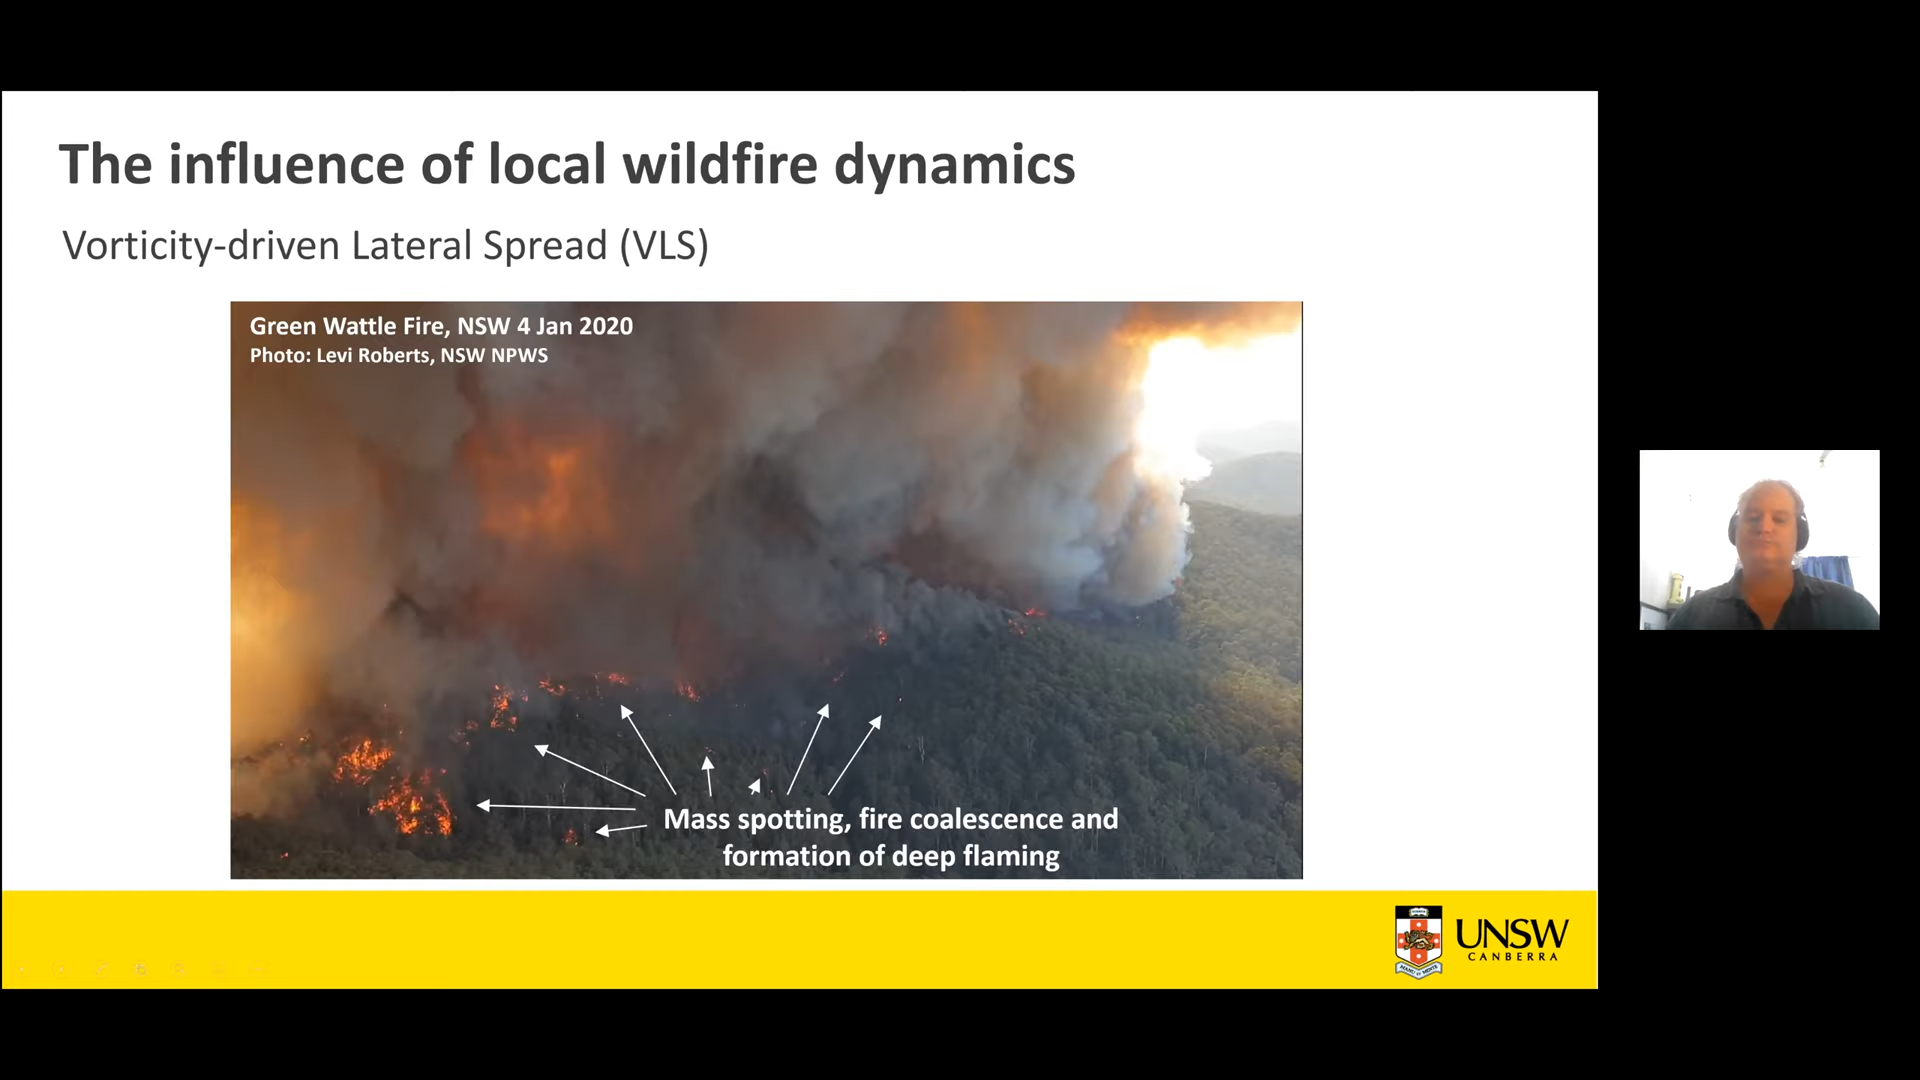 The influence of local wildfire dynamics
Vorticity-driven Lateral Spread (VLS)
Green Wattle Fire, NSW 4 Jan 2020
Photo: Levi Roberts, NSW NPWS
Mass spotting, fire coalescence and
formation of deep flaming
UNSW
CANBERRA